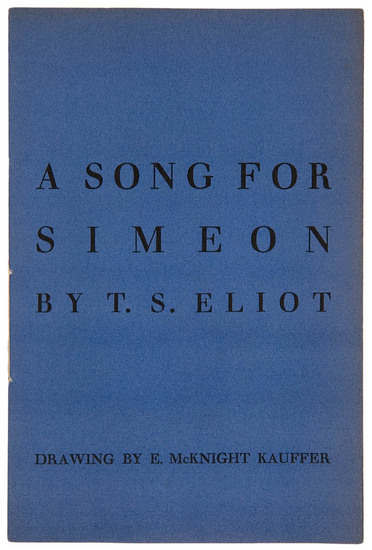 A SONG FOR
SIMEON
BY T. S. ELIOT
DRAWING BY E. McKNIGHT KAUFFER